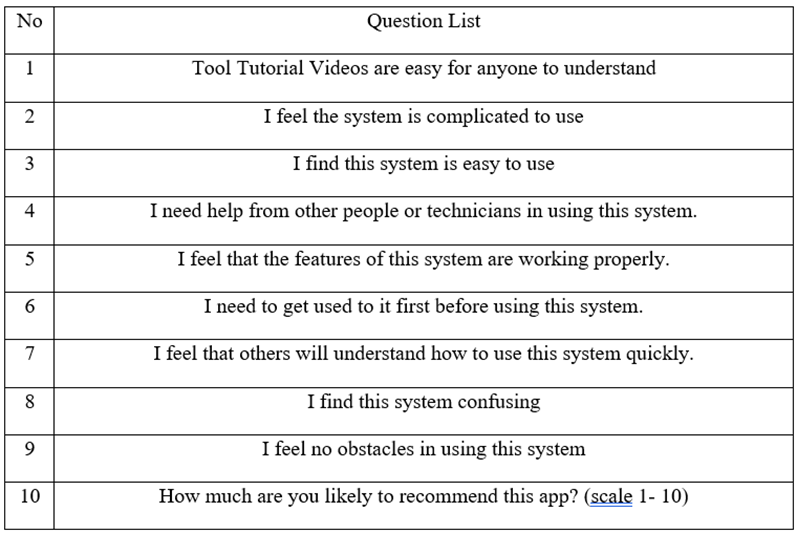 No Question List
1 Tool Tutorial Videos are easy for anyone to understand
2 I feel the system is complicated to use
3 I find this system is easy to use
4 I need help from other people or technicians in using this system.
5 I feel that the features of this system are working properly.
6 I need to get used to it first before using this system.
7 I feel that others will understand how to use this system quickly.
8 I find this system confusing
9 I feel no obstacles in using this system
10 How much are you likely to recommend this app? (scale 1- 10)